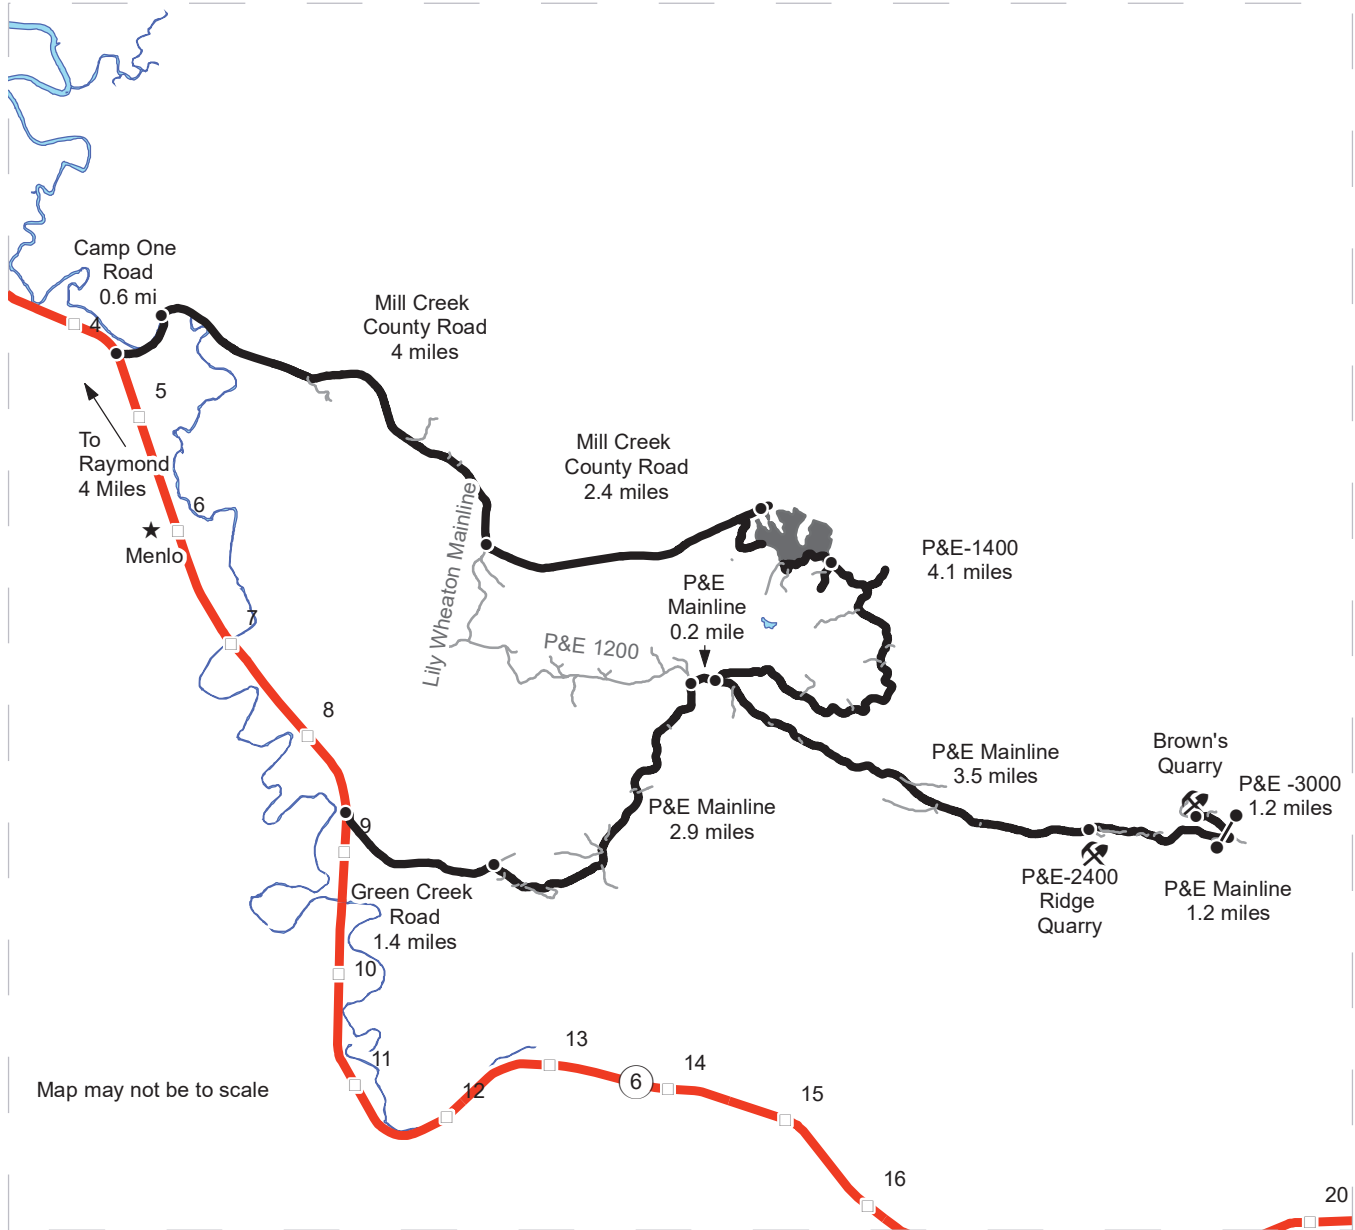 Camp One
Road
0.6 mi
4
Mill Creek
County Road
4 miles
5
To
Raymond
4 Miles
Mill Creek
County Road
2.4 miles
6
Menlo
Lily Wheaton Mainline
P&E-1400
4.1 miles
P&E
Mainline
0.2 mile
7
P&E 1200
8
P&E Mainline
3.5 miles
Brown's
Quarry
P&E -3000
1.2 miles
P&E Mainline
2.9 miles
9
P&E-2400
Ridge
Quarry
P&E Mainline
1.2 miles
Green Creek
Road
1.4 miles
10
11
12
13
6
14
15
Map may not be to scale
16
20